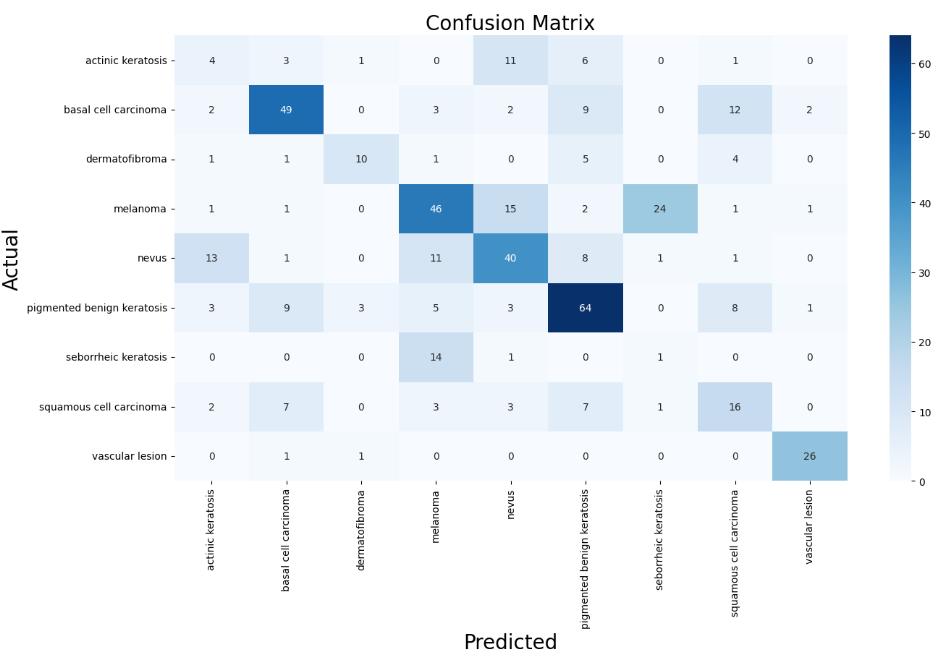 Confusion Matrix
actinic keratosis 4 3 1 0 11 6 0 1 0
basal cell carcinoma 2 49 0 3 2 9 0 12 2
dermatofibroma 1 1 10 1 0 5 0 4 0
melanoma 1 1 0 46 15 2 24 1 1
nevus 13 1 0 11 40 8 1 1 0
pigmented benign keratosis 3 9 3 5 3 64 0 8 1
seborrheic keratosis 0 0 0 14 1 0 1 0 0
squamous cell carcinoma 2 7 0 3 3 7 1 16 0
vascular lesion 0 1 1 0 0 0 0 0 26
Actual
actinic keratosis
basal cell carcinoma
dermatofibroma
melanoma
nevus
pigmented benign keratosis
seborrheic keratosis
squamous cell carcinoma
vascular lesion
Predicted
60
50
40
30
20
10
0